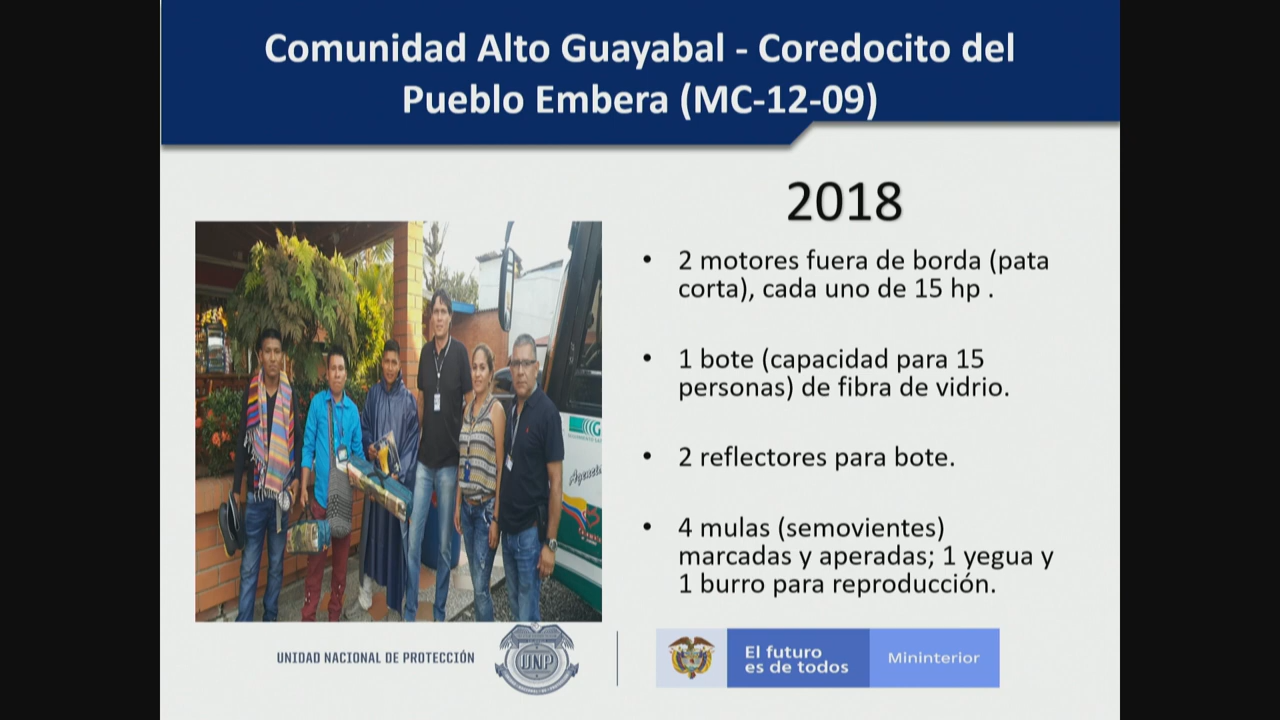 Comunidad Alto Guayabal - Coredocito del
Pueblo Embera (MC-12-09)
2018
• 2 motores fuera de borda (pata
corta), cada uno de 15 hp .
• 1 bote (capacidad para 15
personas) de fibra de vidrio.
• 2 reflectores para bote.
• 4 mulas (semovientes)
marcadas y aperadas; 1 yegua y
1 burro para reproducción.
UNIDAD NACIONAL DE PROTECCIÓN
UNP
El futuro
es de todos
Mininterior